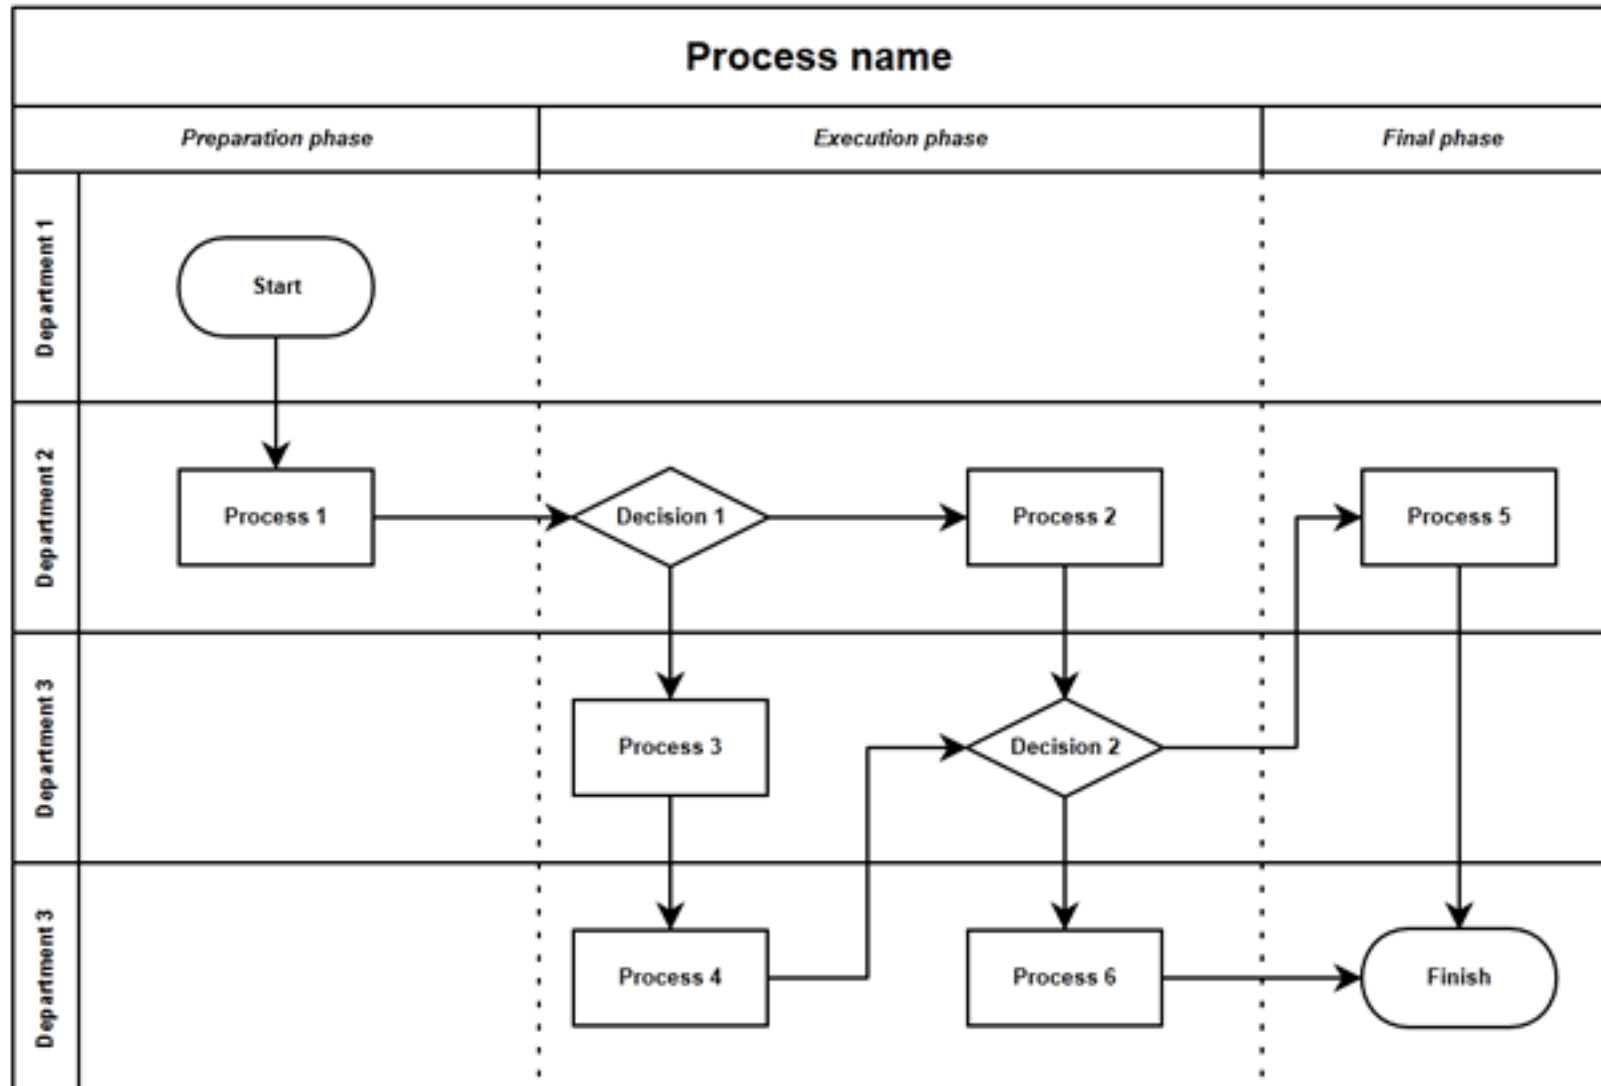 Process name
Preparation phase
Execution phase
Final phase
Department 1
Start
Department 2
Process 1
Decision 1
Process 2
Process 5
Department 3
Process 3
Decision 2
Department 3
Process 4
Process 6
Finish